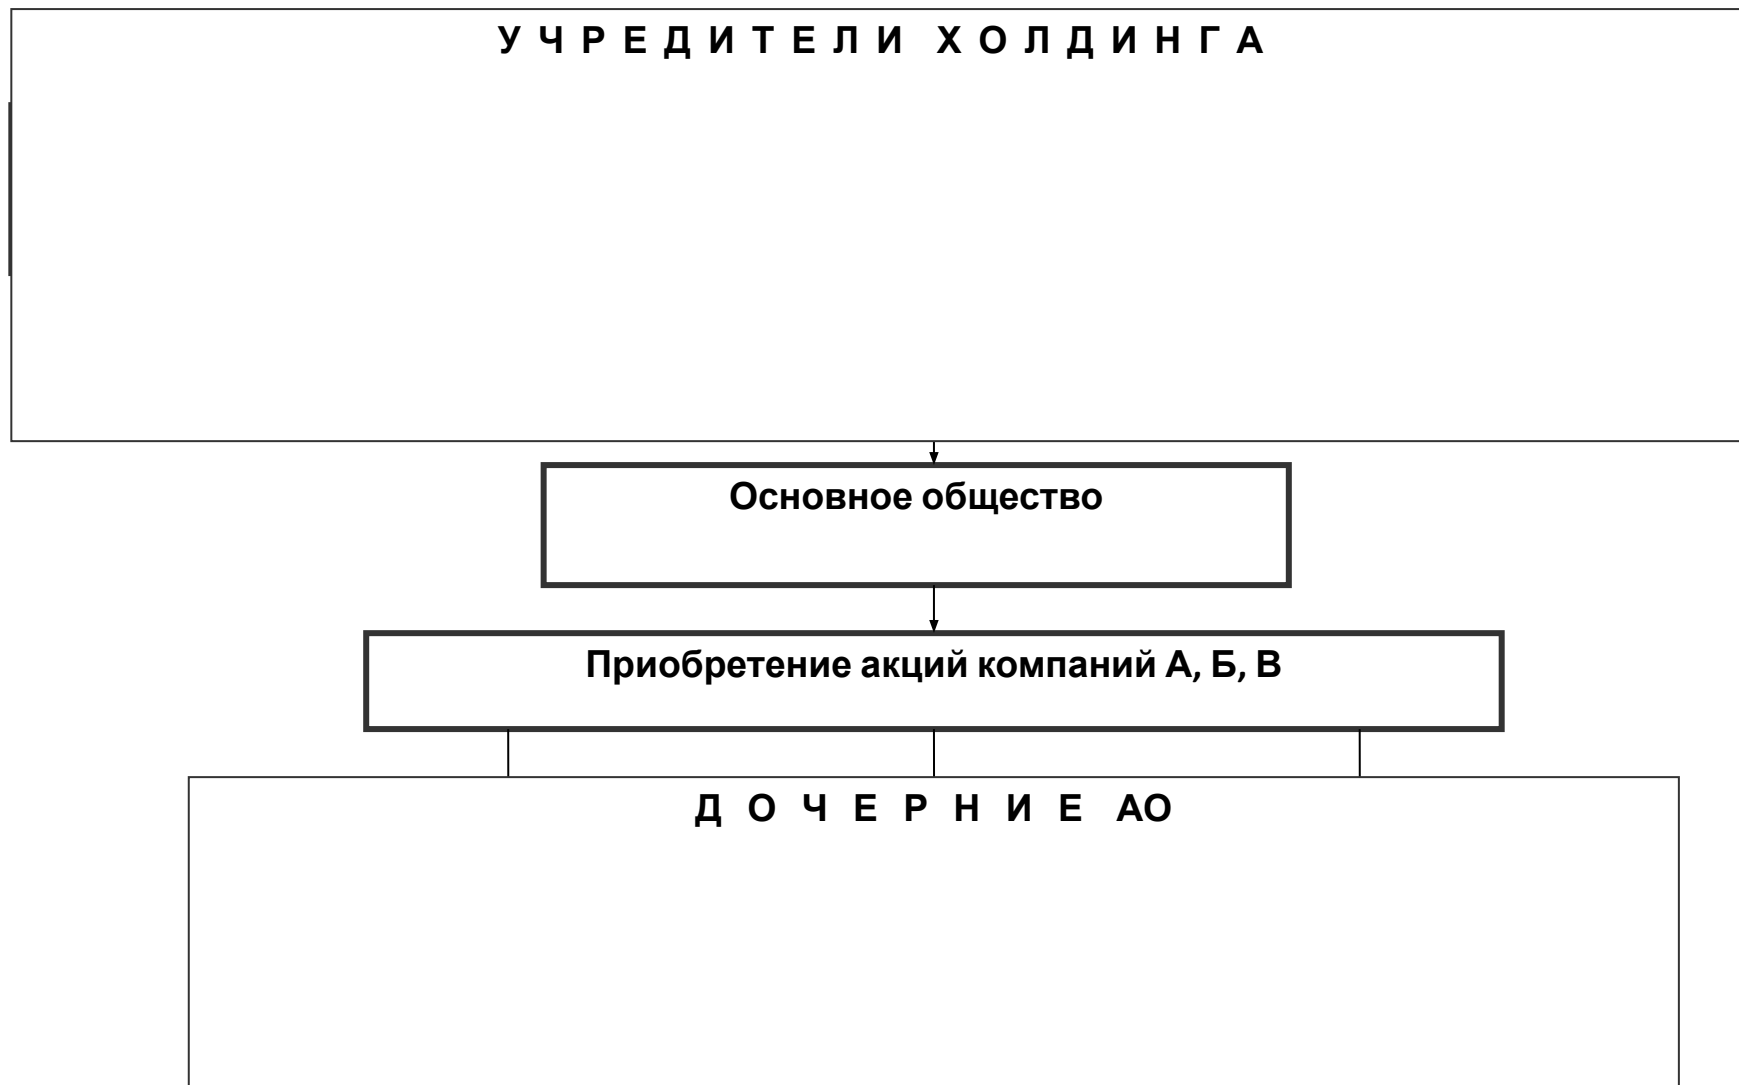 У Ч Р Е Д И Т Е Л И Х О Л Д И Н Г А
Основное общество
Приобретение акций компаний А, Б, В
Д О Ч Е Р Н И Е АО